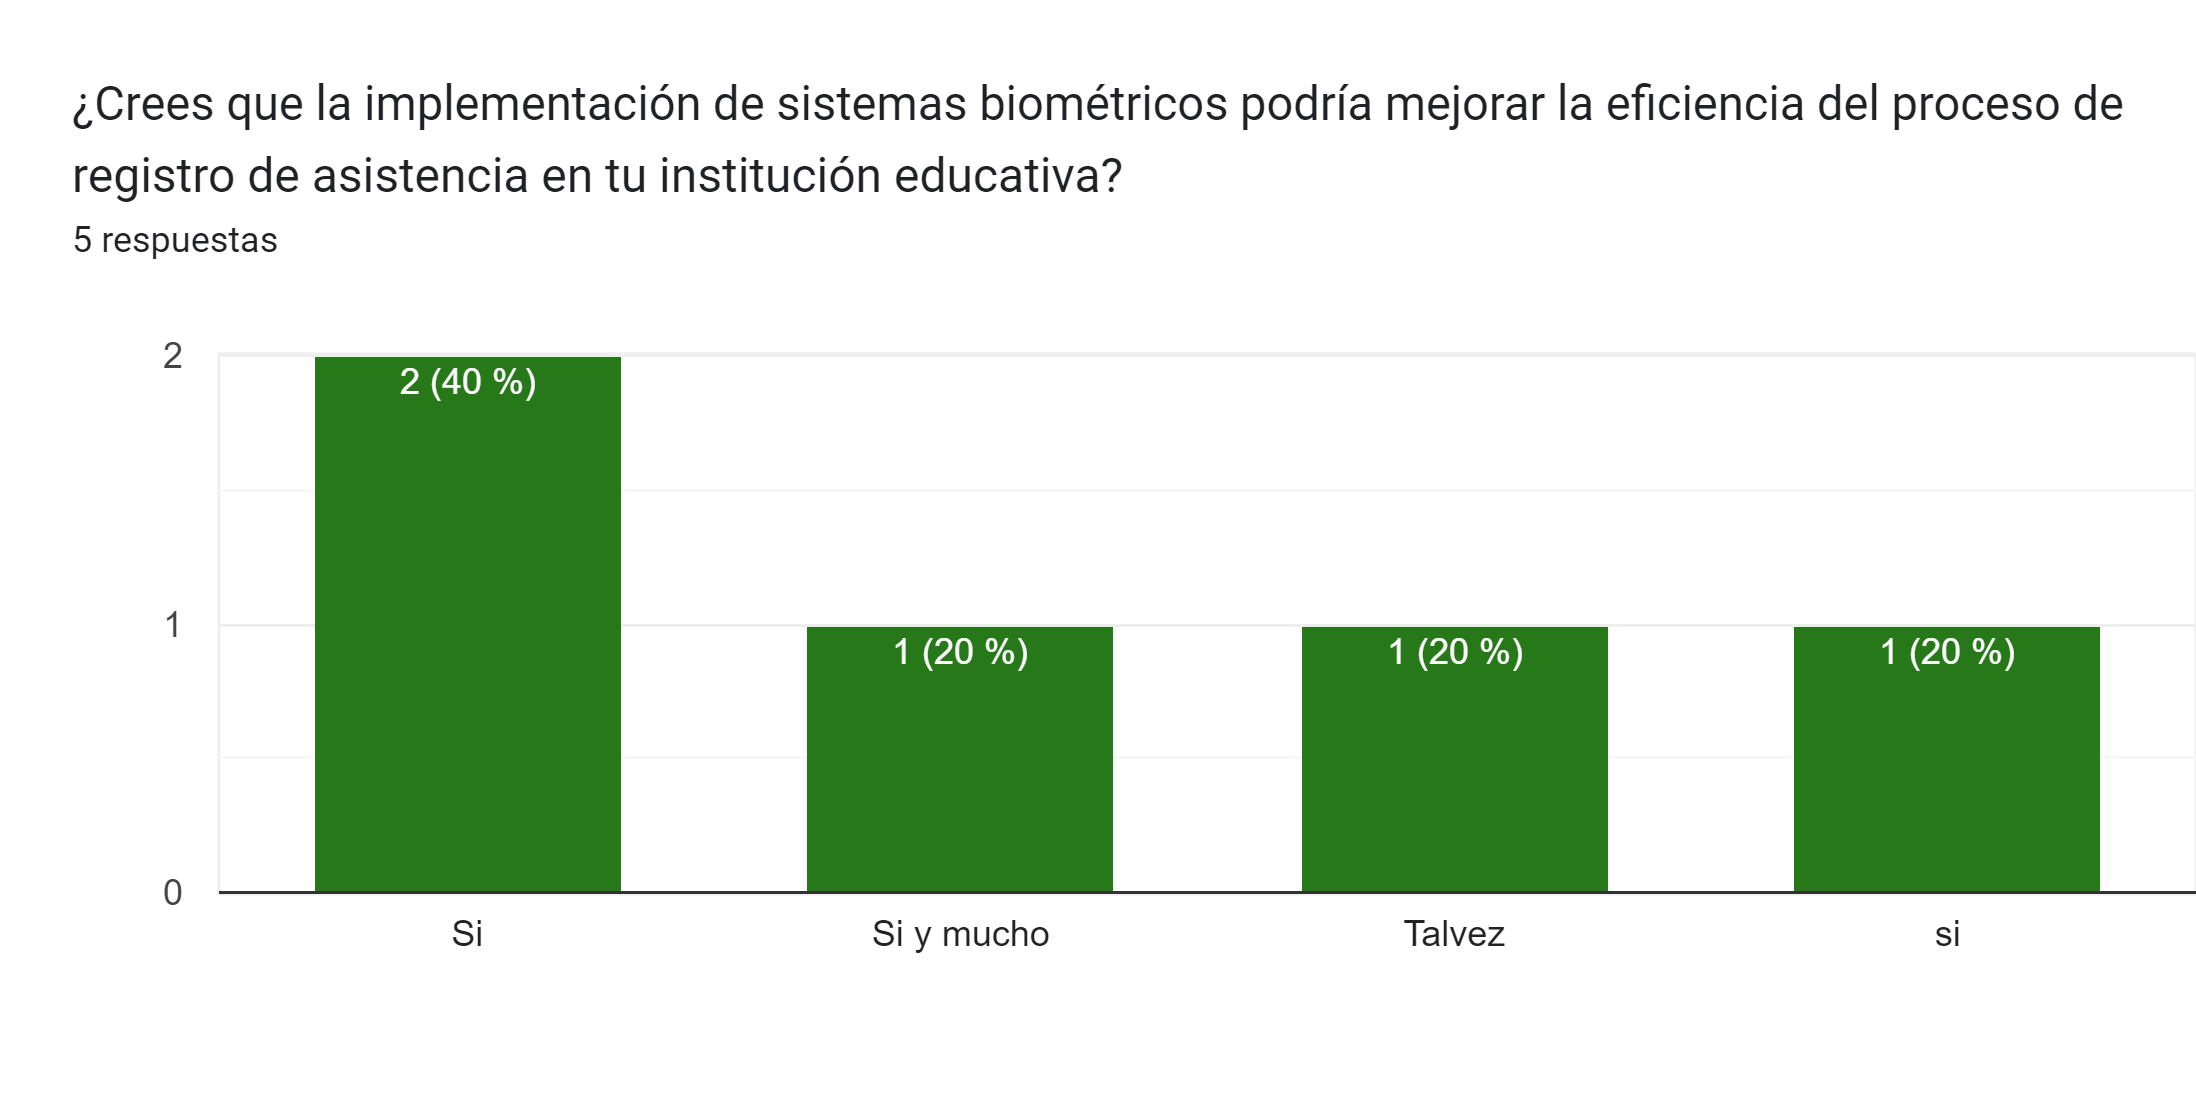 ¿Crees que la implementación de sistemas biométricos podría mejorar la eficiencia del proceso de
registro de asistencia en tu institución educativa?
5 respuestas
2
2 (40 %)
1
1 (20 %)
1 (20 %)
1 (20 %)
0
Si
Si y mucho
Talvez
si